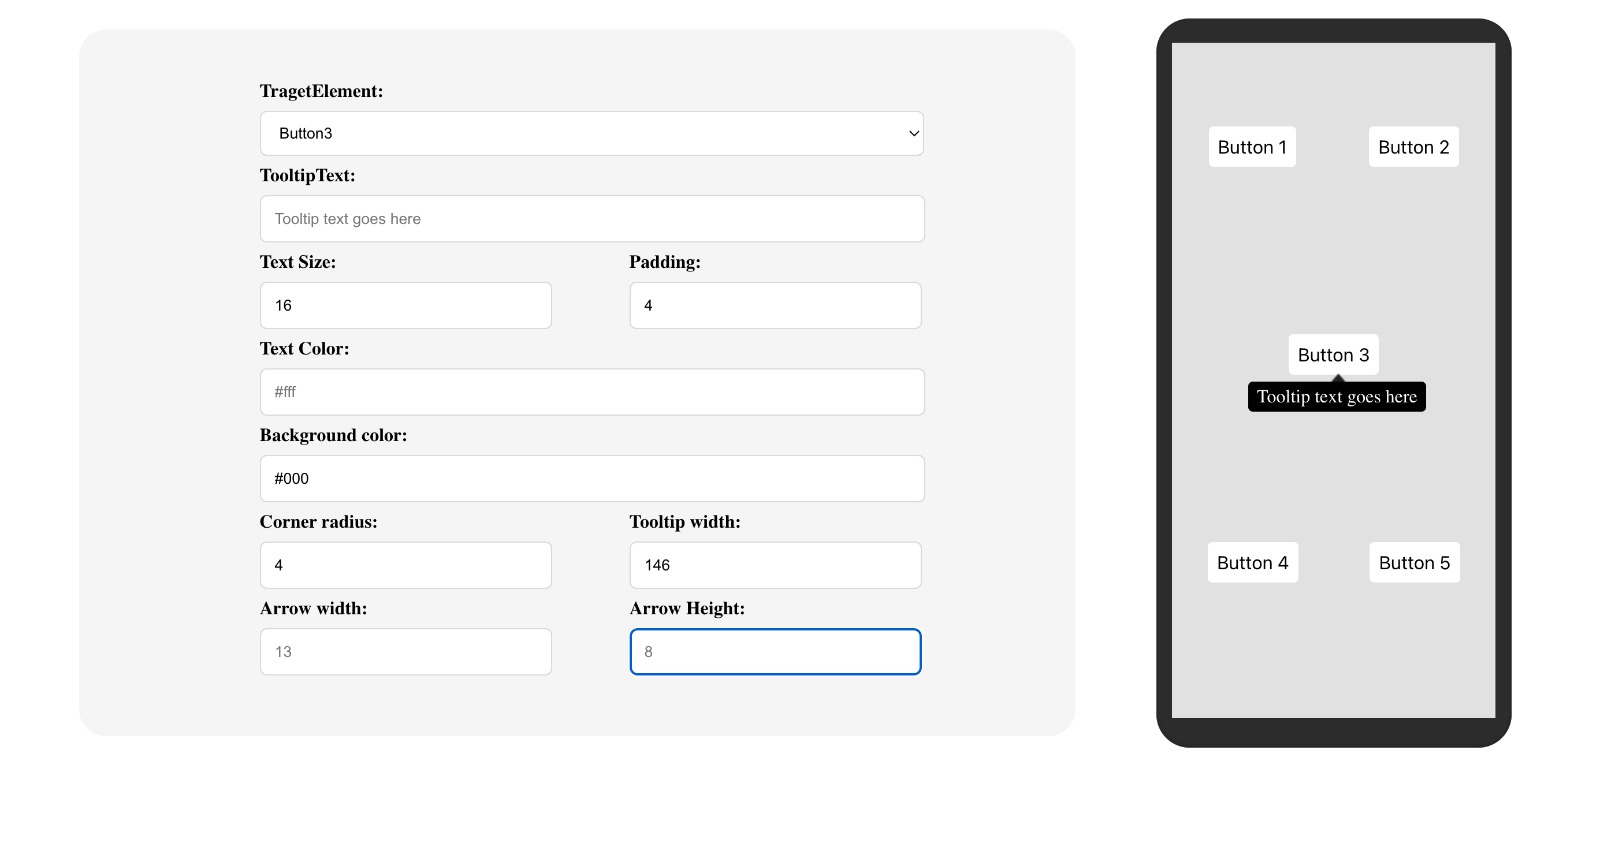 TragetElement:
Button3
TooltipText:
Tooltip text goes here
Text Size:
Padding:
16
4
Text Color:
#fff
Background color:
#000
Corner radius:
Tooltip width:
4
146
Arrow width:
Arrow Height:
13
8
Button 1
Button 2
Button 3
Tooltip text goes here
Button 4
Button 5